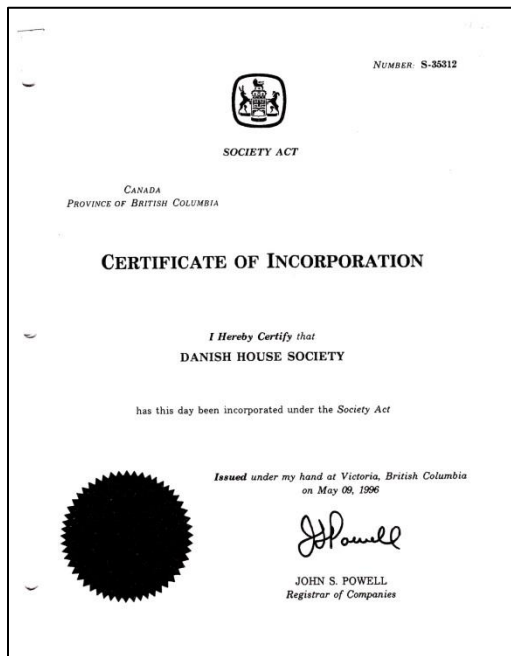 NUMBER: S-35312
SOCIETY ACT
CANADA
PROVINCE OF BRITISH COLUMBIA
CERTIFICATE OF INCORPORATION
I Hereby Certify that
DANISH HOUSE SOCIETY
has this day been incorporated under the Society Act
Issued under my hand at Victoria, British Columbia
on May 09, 1996
JSPowell
JOHN S. POWELL
Registrar of Companies